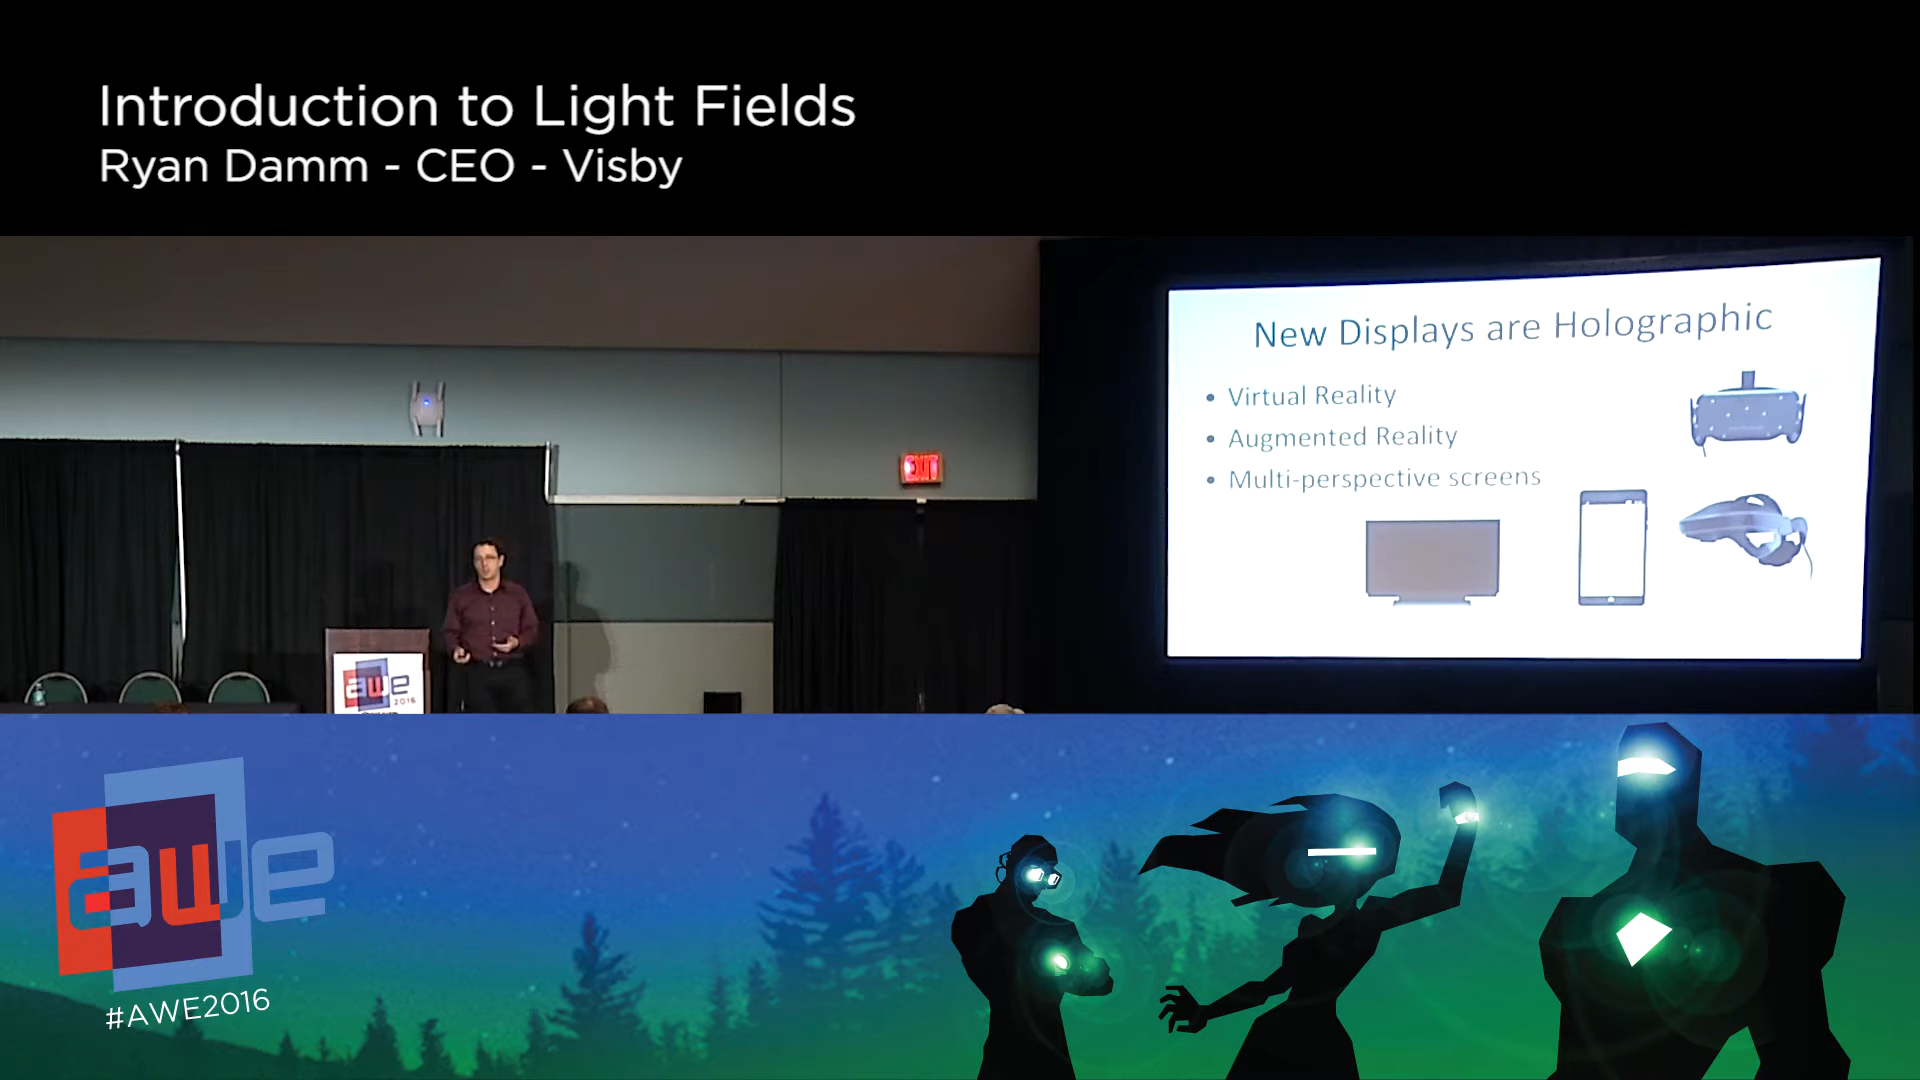 Introduction to Light Fields
Ryan Damm - CEO - Visby
New Displays are Holographic
• Virtual Reality
• Augmented Reality
• Multi-perspective screens
EXIT
awe
2016
awe
#AWE2016